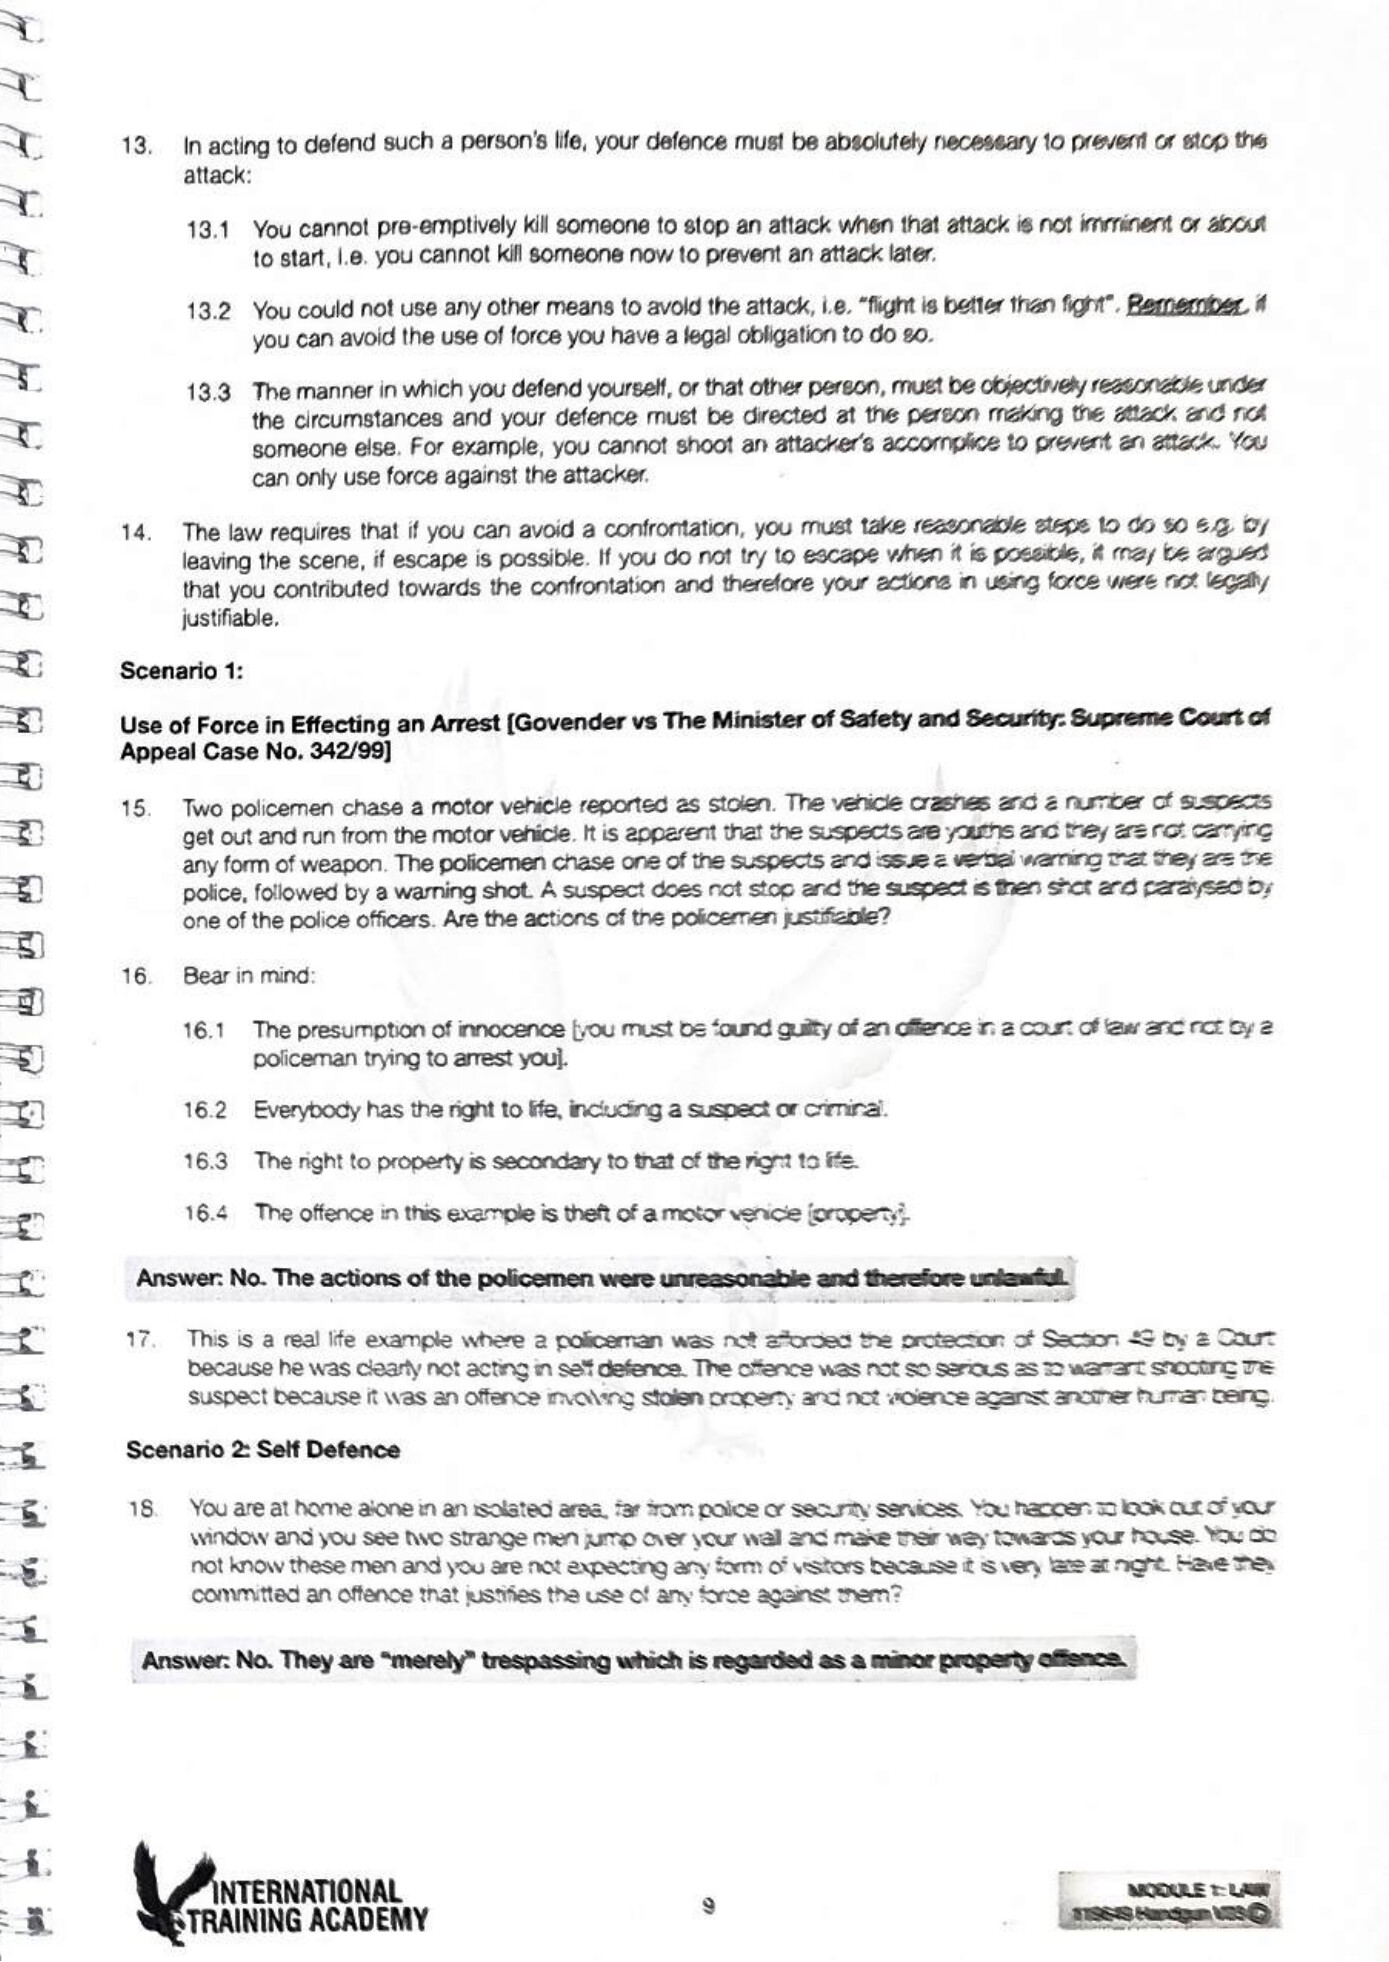 13. In acting to defend such a person's life, your defence must be absolutely necessary to prevent or stop the
attack:
13.1 You cannot pre-emptively kill someone to stop an attack when that attack is not imminent or about
to start, i.e. you cannot kill someone now to prevent an attack later.
13.2 You could not use any other means to avoid the attack, i.e. "flight is better than fight". Remember, if
you can avoid the use of force you have a legal obligation to do so.
13.3 The manner in which you defend yourself, or that other person, must be objectively reasonable under
the circumstances and your defence must be directed at the person making the attack and not
someone else. For example, you cannot shoot an attacker's accomplice to prevent an attack. You
can only use force against the attacker.
14. The law requires that if you can avoid a confrontation, you must take reasonable steps to do so e.g. by
leaving the scene, if escape is possible. If you do not try to escape when it is possible, it may be argued
that you contributed towards the confrontation and therefore your actions in using force were not legally
justifiable.
Scenario 1:
Use of Force in Effecting an Arrest [Govender vs The Minister of Safety and Security: Supreme Court of
Appeal Case No. 342/99]
15. Two policemen chase a motor vehicle reported as stolen. The vehicle crashes and a number of suspects
get out and run from the motor vehicle. It is apparent that the suspects are youths and they are not carrying
any form of weapon. The policemen chase one of the suspects and issue a verbal warning that they are the
police, followed by a warning shot. A suspect does not stop and the suspect is then shot and paralysed by
one of the police officers. Are the actions of the policemen justifiable?
16. Bear in mind:
16.1 The presumption of innocence [you must be found guilty of an offence in a court of law and not by a
policeman trying to arrest you].
16.2 Everybody has the right to life, including a suspect or criminal.
16.3 The right to property is secondary to that of the right to life.
16.4 The offence in this example is theft of a motor vehicle [property].
Answer: No. The actions of the policemen were unreasonable and therefore unlawful.
17. This is a real life example where a policeman was not afforded the protection of Section 49 by a Court
because he was clearly not acting in self defence. The offence was not so serious as to warrant shooting the
suspect because it was an offence involving stolen property and not violence against another human being.
Scenario 2: Self Defence
18. You are at home alone in an isolated area, far from police or security services. You happen to look out of your
window and you see two strange men jump over your wall and make their way towards your house. You do
not know these men and you are not expecting any form of visitors because it is very late at night. Have they
committed an offence that justifies the use of any force against them?
Answer: No. They are "merely" trespassing which is regarded as a minor property offence.
INTERNATIONAL
TRAINING ACADEMY
9
MODULE 1: LAW
Handgun